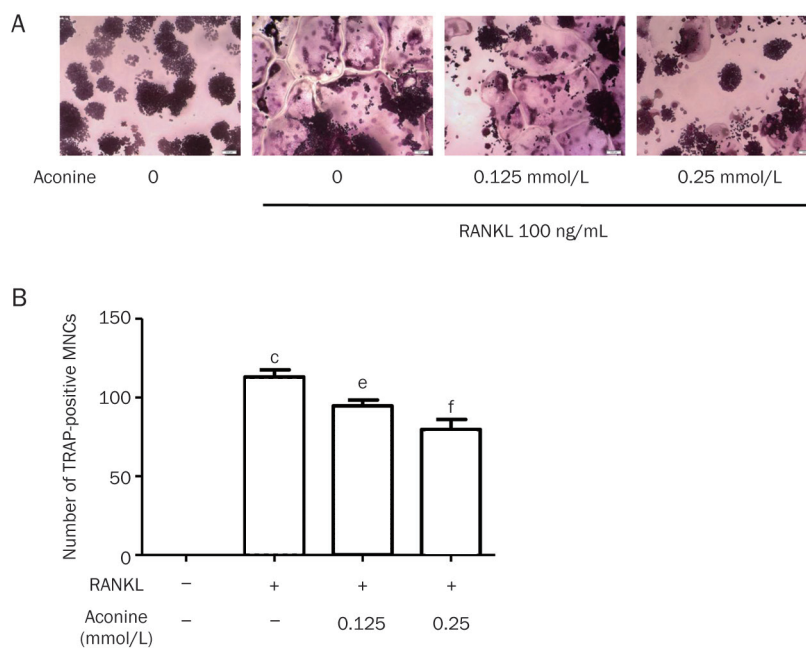 A
Aconine 0 0 0.125 mmol/L 0.25 mmol/L
RANKL 100 ng/mL
B
Number of TRAP-positive MNCs
150
100
50
0
c
e
f
RANKL – + + +
Aconine (mmol/L) – – 0.125 0.25